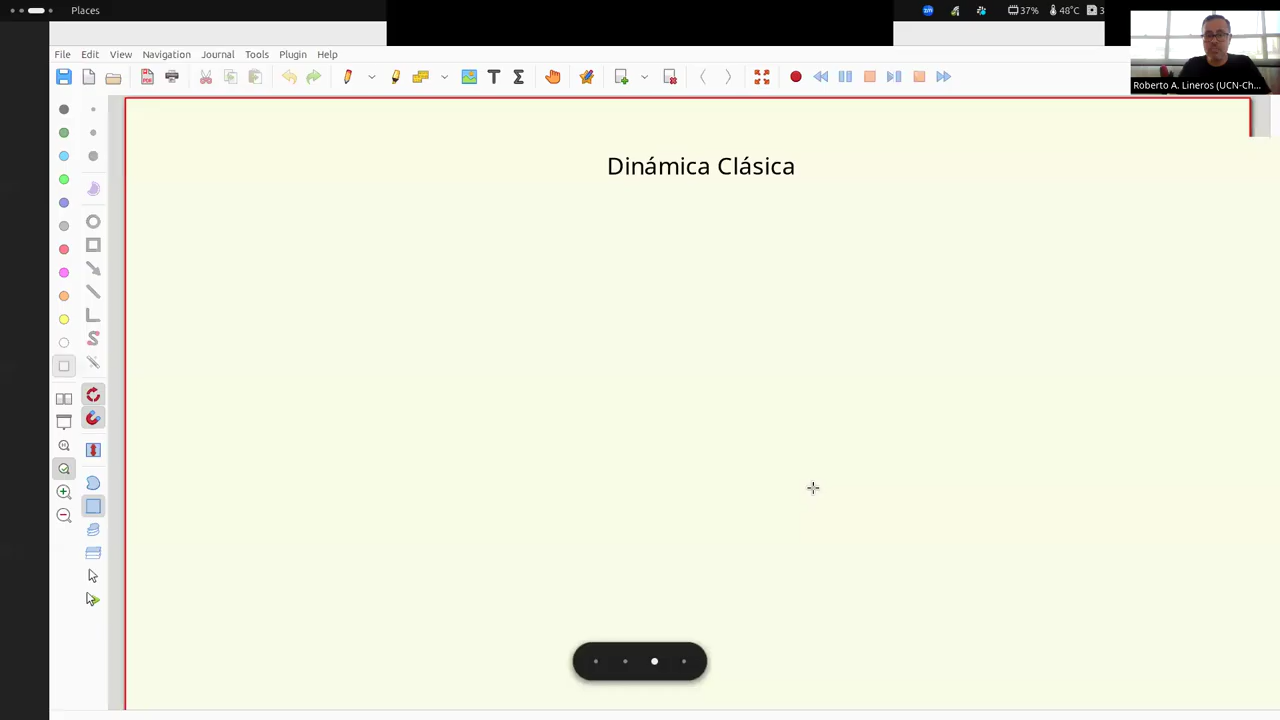 Places
37%
48°C
3
File Edit View Navigation Journal Tools Plugin Help
Roberto A. Lineros (UCN-Ch...
Dinámica Clásica